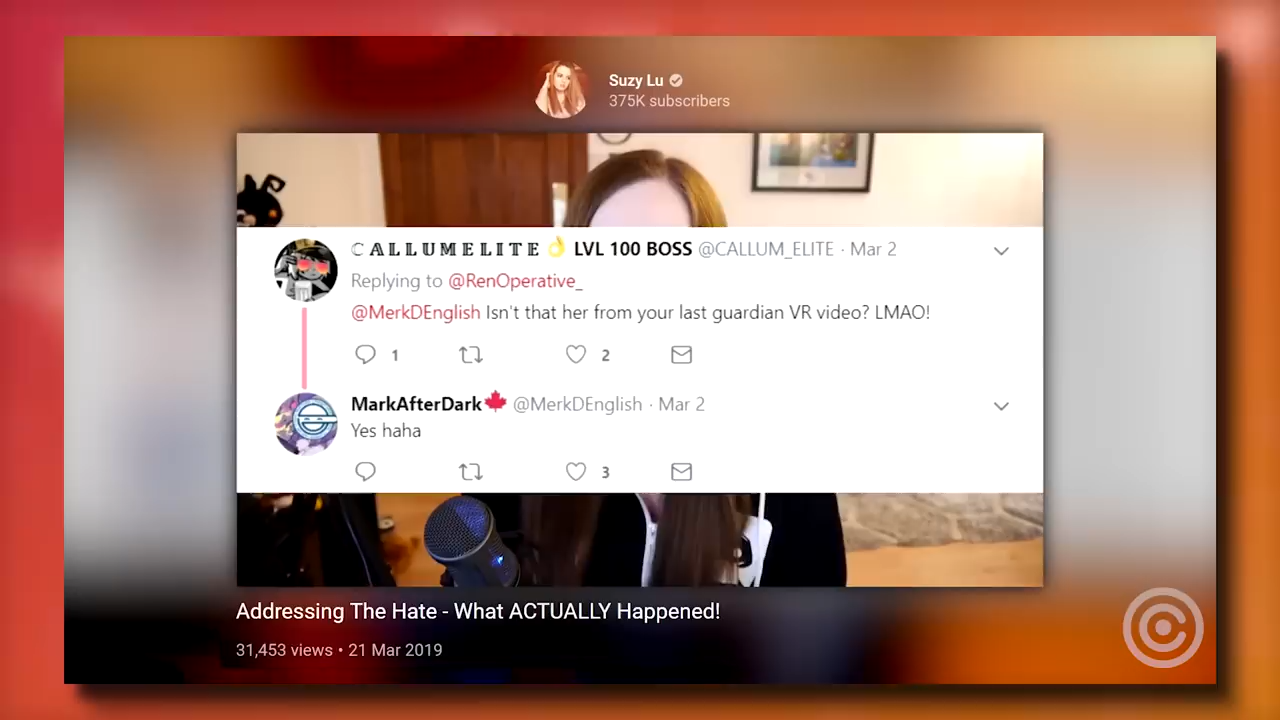 Suzy Lu
375K subscribers
ℂ𝔸𝕃𝕃𝕌𝕄𝔼𝕃𝕀𝕋𝔼 👌 LVL 100 BOSS @CALLUM_ELITE · Mar 2
Replying to @RenOperative_
@MerkDEnglish Isn't that her from your last guardian VR video? LMAO!
1 2
MarkAfterDark🍁 @MerkDEnglish · Mar 2
Yes haha
3
Addressing The Hate - What ACTUALLY Happened!
31,453 views • 21 Mar 2019